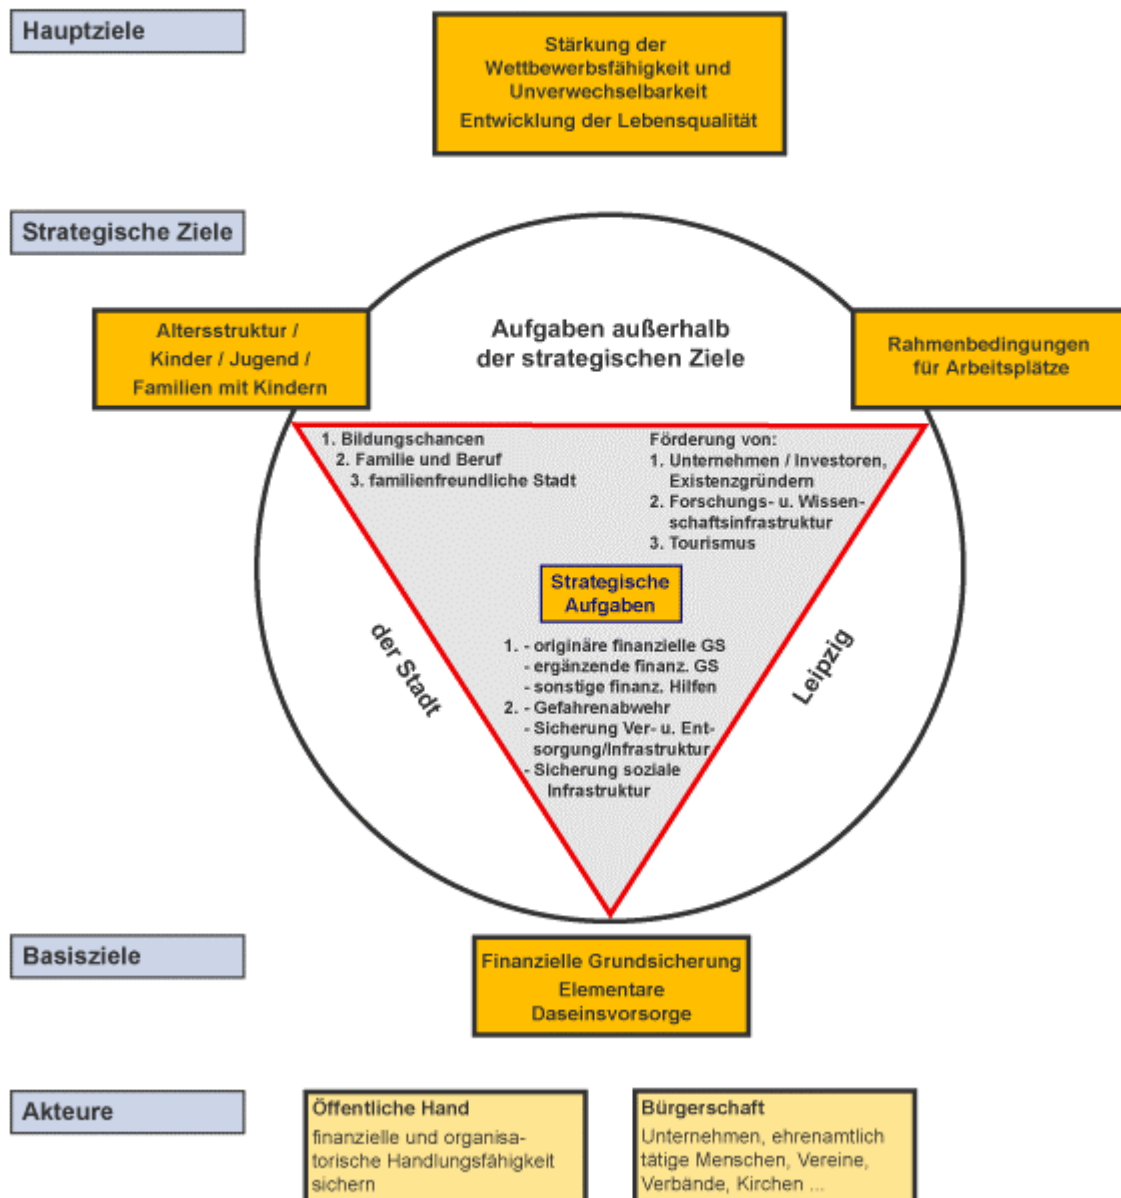 Hauptziele
Stärkung der
Wettbewerbsfähigkeit und
Unverwechselbarkeit
Entwicklung der Lebensqualität
Strategische Ziele
Altersstruktur /
Kinder / Jugend /
Familien mit Kindern
Aufgaben außerhalb
der strategischen Ziele
Rahmenbedingungen
für Arbeitsplätze
1. Bildungschancen
2. Familie und Beruf
3. familienfreundliche Stadt
Förderung von:
1. Unternehmen / Investoren,
Existenzgründern
2. Forschungs- u. Wissen-
schaftsinfrastruktur
3. Tourismus
Strategische
Aufgaben
1. - originäre finanzielle GS
- ergänzende finanz. GS
- sonstige finanz. Hilfen
2. - Gefahrenabwehr
- Sicherung Ver- u. Ent-
sorgung/Infrastruktur
- Sicherung soziale
Infrastruktur
der Stadt
Leipzig
Basisziele
Finanzielle Grundsicherung
Elementare
Daseinsvorsorge
Akteure
Öffentliche Hand
finanzielle und organisa-
torische Handlungsfähigkeit
sichern
Bürgerschaft
Unternehmen, ehrenamtlich
tätige Menschen, Vereine,
Verbände, Kirchen ...